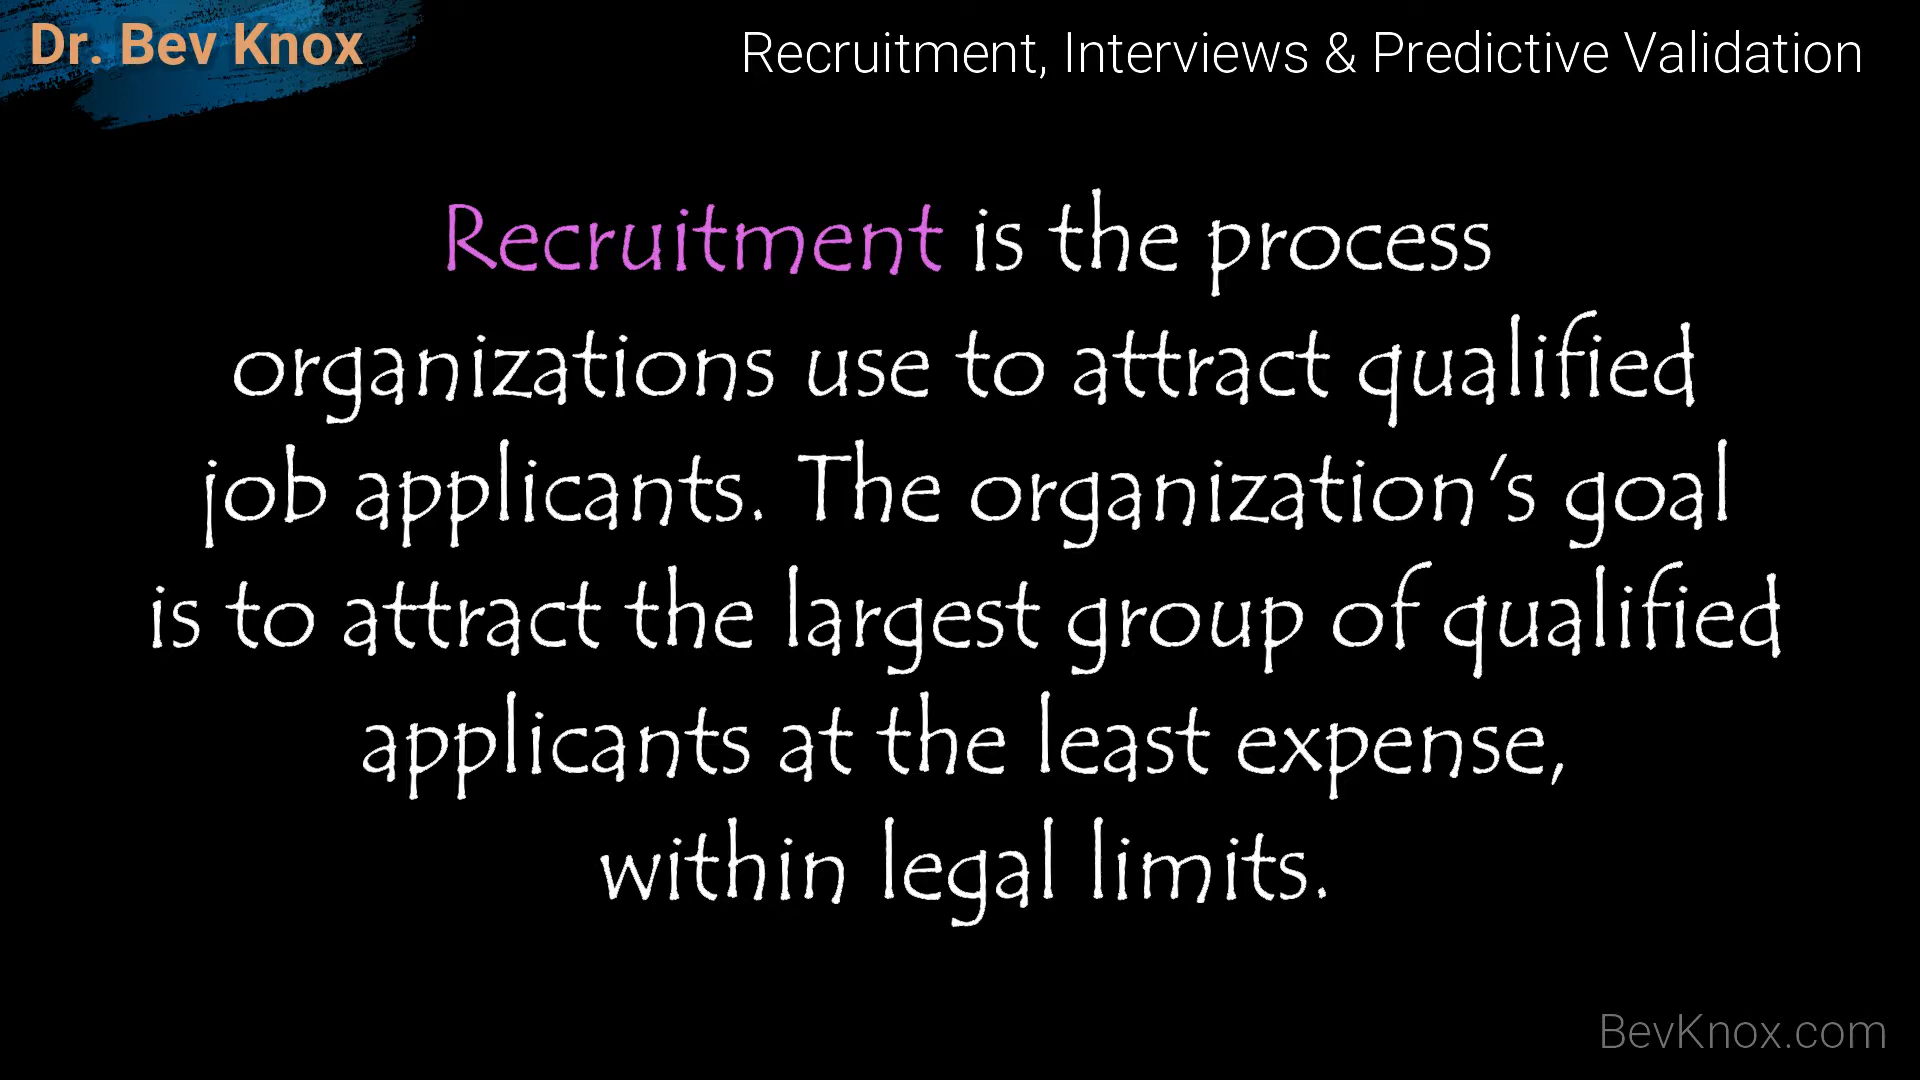 Dr. Bev Knox
Recruitment, Interviews & Predictive Validation
Recruitment is the process
organizations use to attract qualified
job applicants. The organization's goal
is to attract the largest group of qualified
applicants at the least expense,
within legal limits.
BevKnox.com